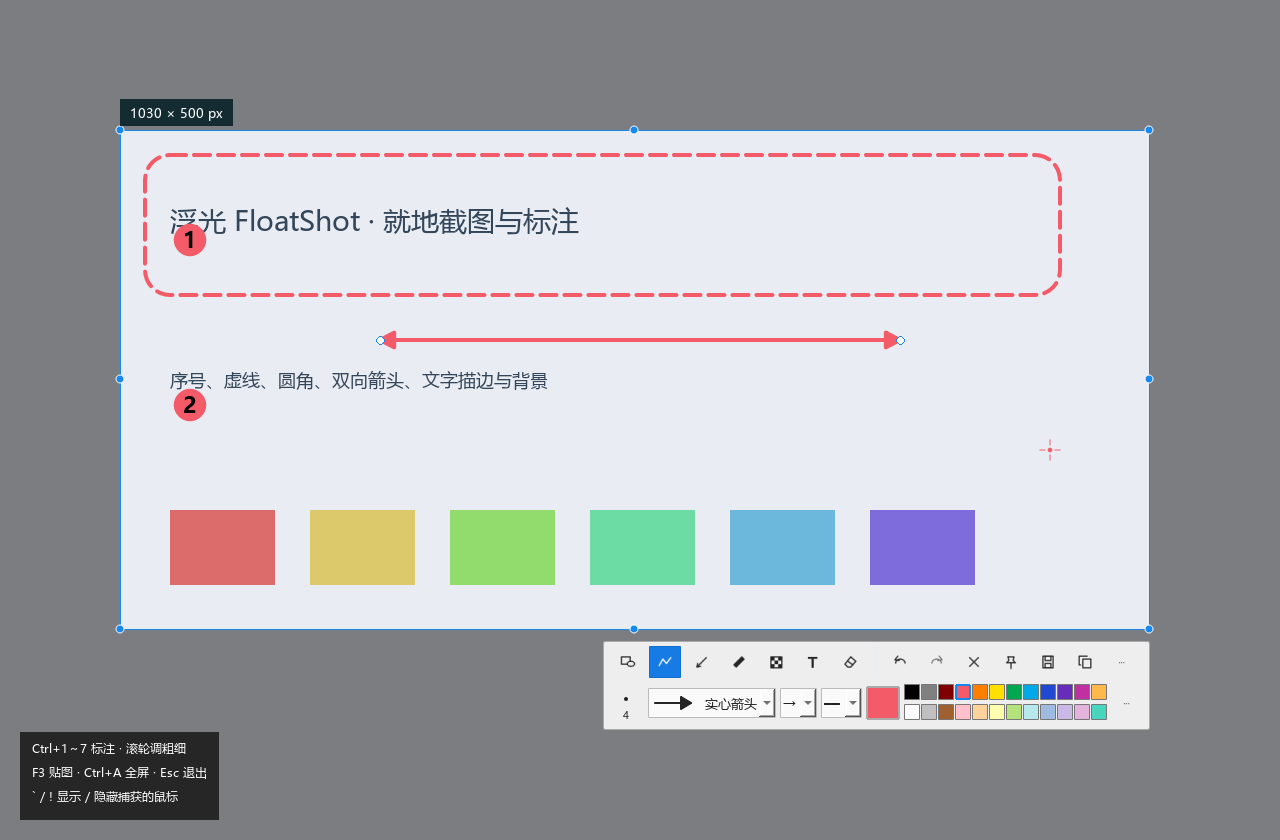 1030 × 500 px
浮光 FloatShot · 就地截图与标注
1
序号、虚线、圆角、双向箭头、文字描边与背景
2
T
4
实心箭头
Ctrl+1 ~ 7 标注 · 滚轮调粗细
F3 贴图 · Ctrl+A 全屏 · Esc 退出
` / ! 显示 / 隐藏捕获的鼠标